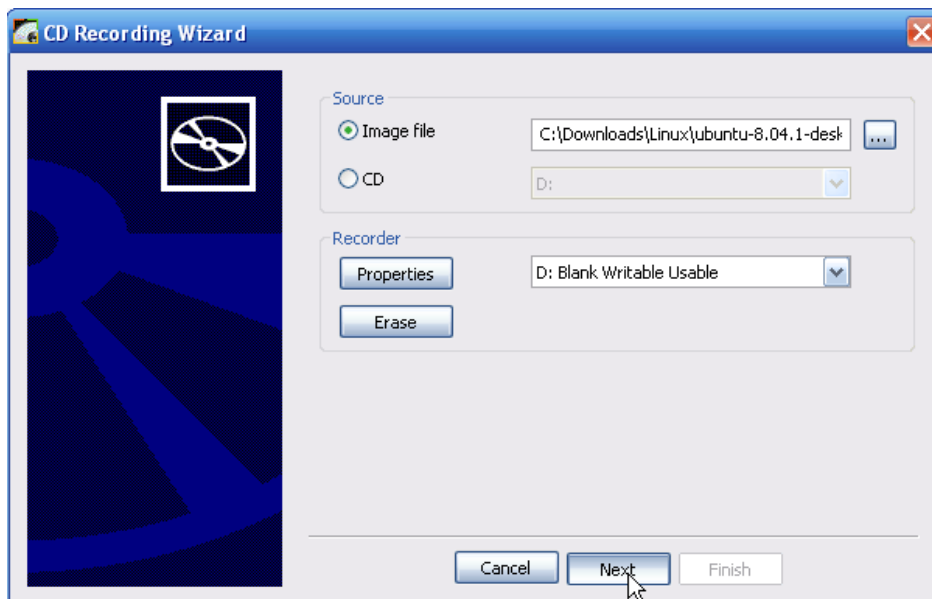 CD Recording Wizard
Source
Image file
C:\Downloads\Linux\ubuntu-8.04.1-desk
...
CD
D:
Recorder
Properties
D: Blank Writable Usable
Erase
Cancel
Next
Finish